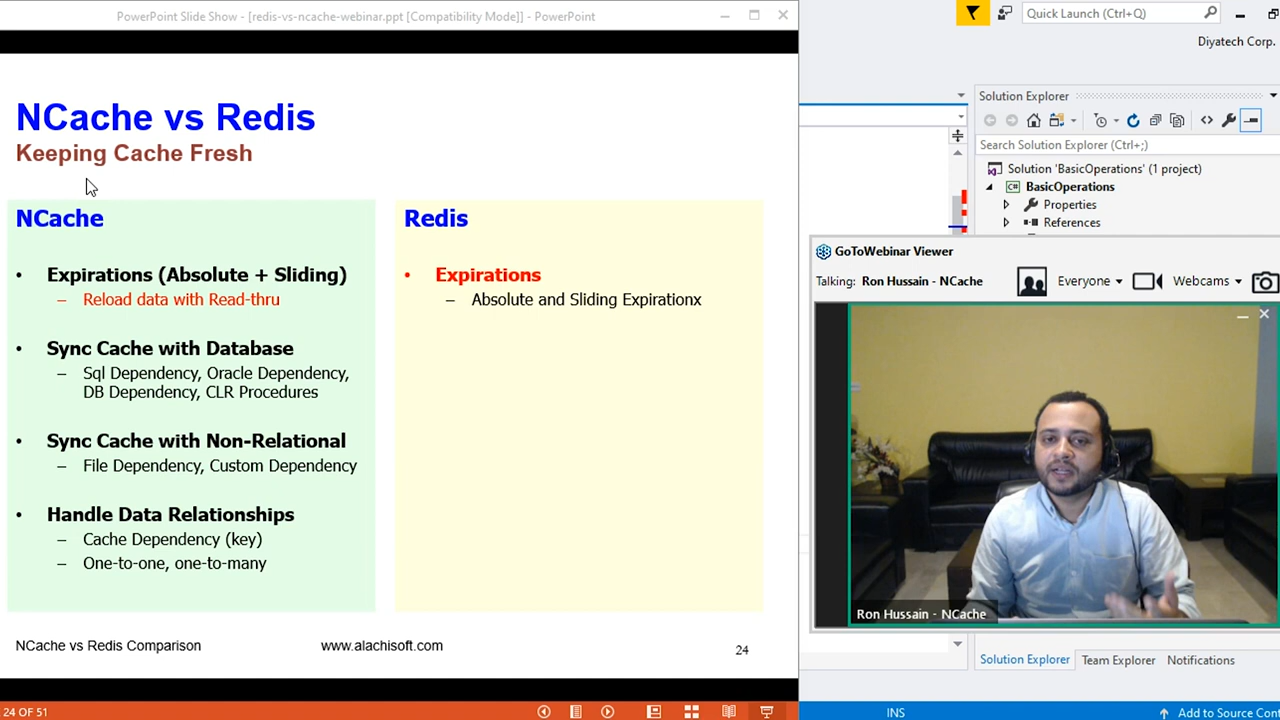 PowerPoint Slide Show - [redis-vs-ncache-webinar.ppt [Compatibility Mode]] - PowerPoint
Quick Launch (Ctrl+Q)
Diyatech Corp.
NCache vs Redis
Keeping Cache Fresh
NCache
• Expirations (Absolute + Sliding)
– Reload data with Read-thru
• Sync Cache with Database
– Sql Dependency, Oracle Dependency,
DB Dependency, CLR Procedures
• Sync Cache with Non-Relational
– File Dependency, Custom Dependency
• Handle Data Relationships
– Cache Dependency (key)
– One-to-one, one-to-many
Redis
• Expirations
– Absolute and Sliding Expirationx
NCache vs Redis Comparison
www.alachisoft.com
24
24 OF 51
Solution Explorer
Search Solution Explorer (Ctrl+;)
Solution 'BasicOperations' (1 project)
C# BasicOperations
Properties
References
GoToWebinar Viewer
Talking: Ron Hussain - NCache
Everyone
Webcams
Ron Hussain - NCache
Solution Explorer
Team Explorer
Notifications
INS
Add to Source Cont